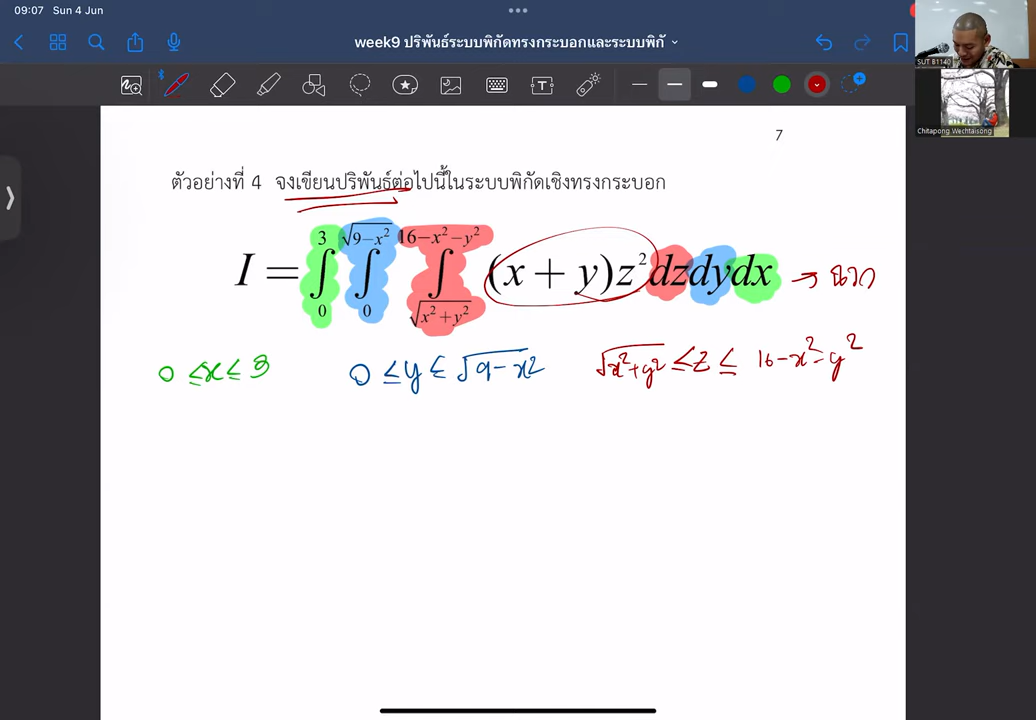 09:07 Sun 4 Jun
week9 ปริพันธ์ระบบพิกัดทรงกระบอกและระบบพิกั
SUT B1140
Chitapong Wechtaisong
7
ตัวอย่างที่ 4 จงเขียนปริพันธ์ต่อไปนี้ในระบบพิกัดเชิงทรงกระบอก
I = ∫₀³ ∫₀^{√(9−x²)} ∫_{√(x²+y²)}^{16−x²−y²} (x + y)z² dzdydx → ฉาก
0 ≤ x ≤ 3 0 ≤ y ≤ √(9−x²) √(x²+y²) ≤ z ≤ 16−x²−y²